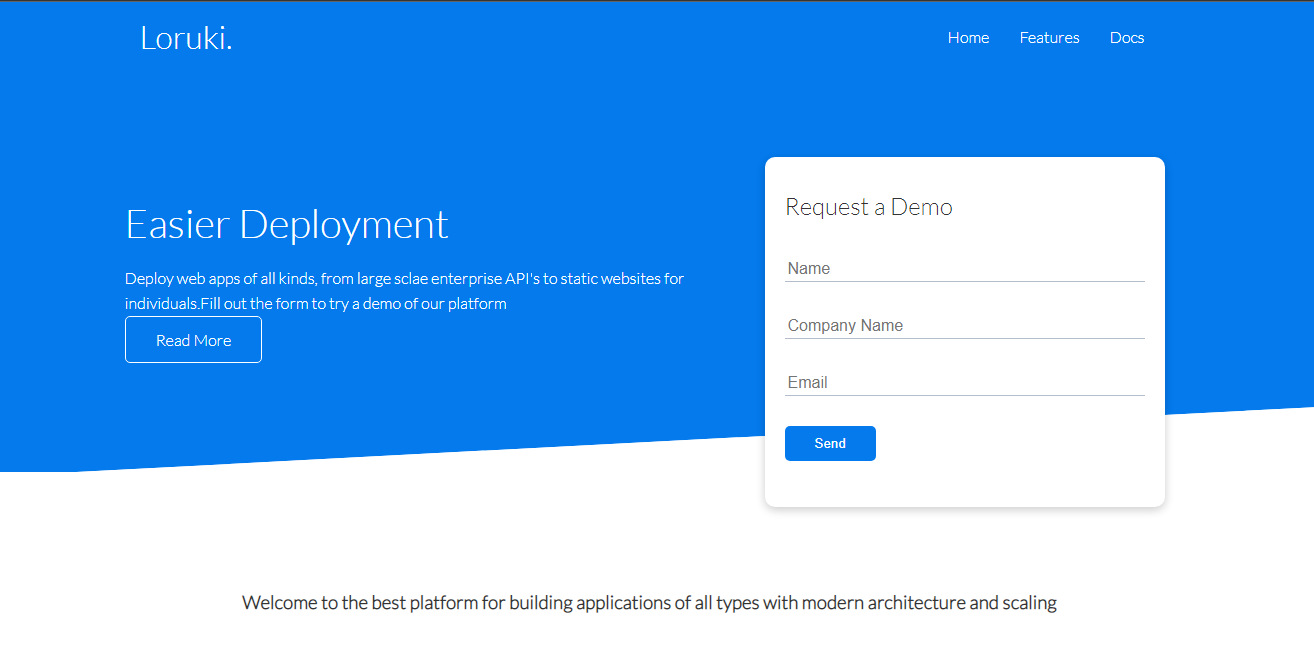 Loruki.
Home Features Docs
Easier Deployment
Deploy web apps of all kinds, from large sclae enterprise API's to static websites for
individuals.Fill out the form to try a demo of our platform
Read More
Request a Demo
Name
Company Name
Email
Send
Welcome to the best platform for building applications of all types with modern architecture and scaling